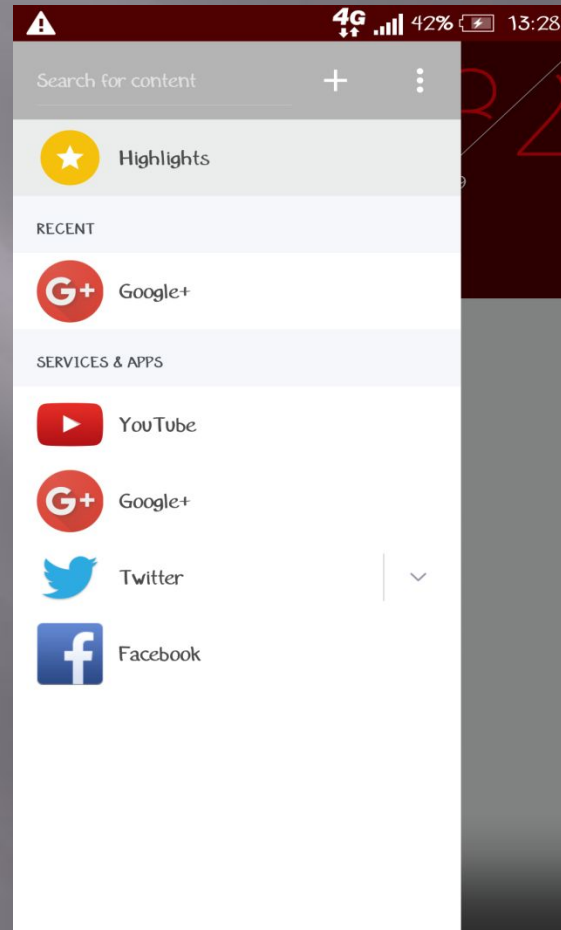 4G 42% 13:28
Search for content
Highlights
RECENT
G+ Google+
SERVICES & APPS
YouTube
G+ Google+
Twitter
f Facebook